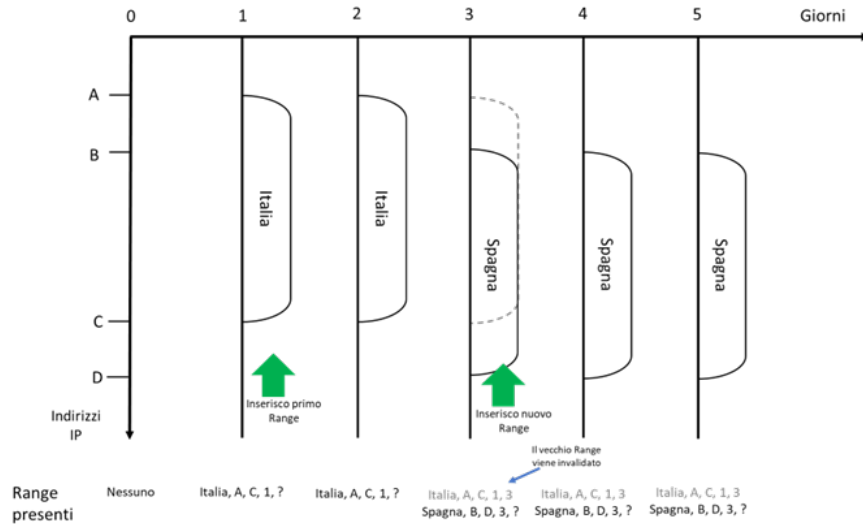 0 1 2 3 4 5 Giorni
A
B
C
D
Indirizzi
IP
Italia
Italia
Spagna
Spagna
Spagna
Inserisco primo
Range
Inserisco nuovo
Range
Il vecchio Range
viene invalidato
Range
presenti
Nessuno
Italia, A, C, 1, ?
Italia, A, C, 1, ?
Italia, A, C, 1, 3
Spagna, B, D, 3, ?
Italia, A, C, 1, 3
Spagna, B, D, 3, ?
Italia, A, C, 1, 3
Spagna, B, D, 3, ?